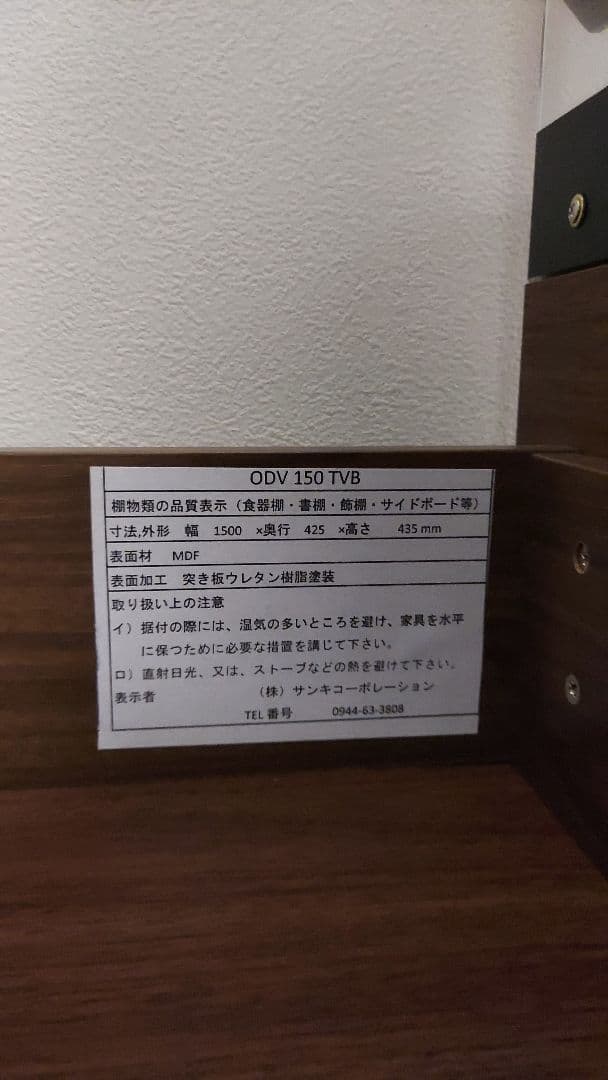 ODV 150 TVB
棚物類の品質表示（食器棚・書棚・飾棚・サイドボード等）
寸法,外形 幅 1500 ×奥行 425 ×高さ 435 mm
表面材 MDF
表面加工 突き板ウレタン樹脂塗装
取り扱い上の注意
イ）据付の際には、湿気の多いところを避け、家具を水平
に保つために必要な措置を講じて下さい。
ロ）直射日光、又は、ストーブなどの熱を避けて下さい。
表示者 （株）サンキコーポレーション
TEL 番号 0944-63-3808